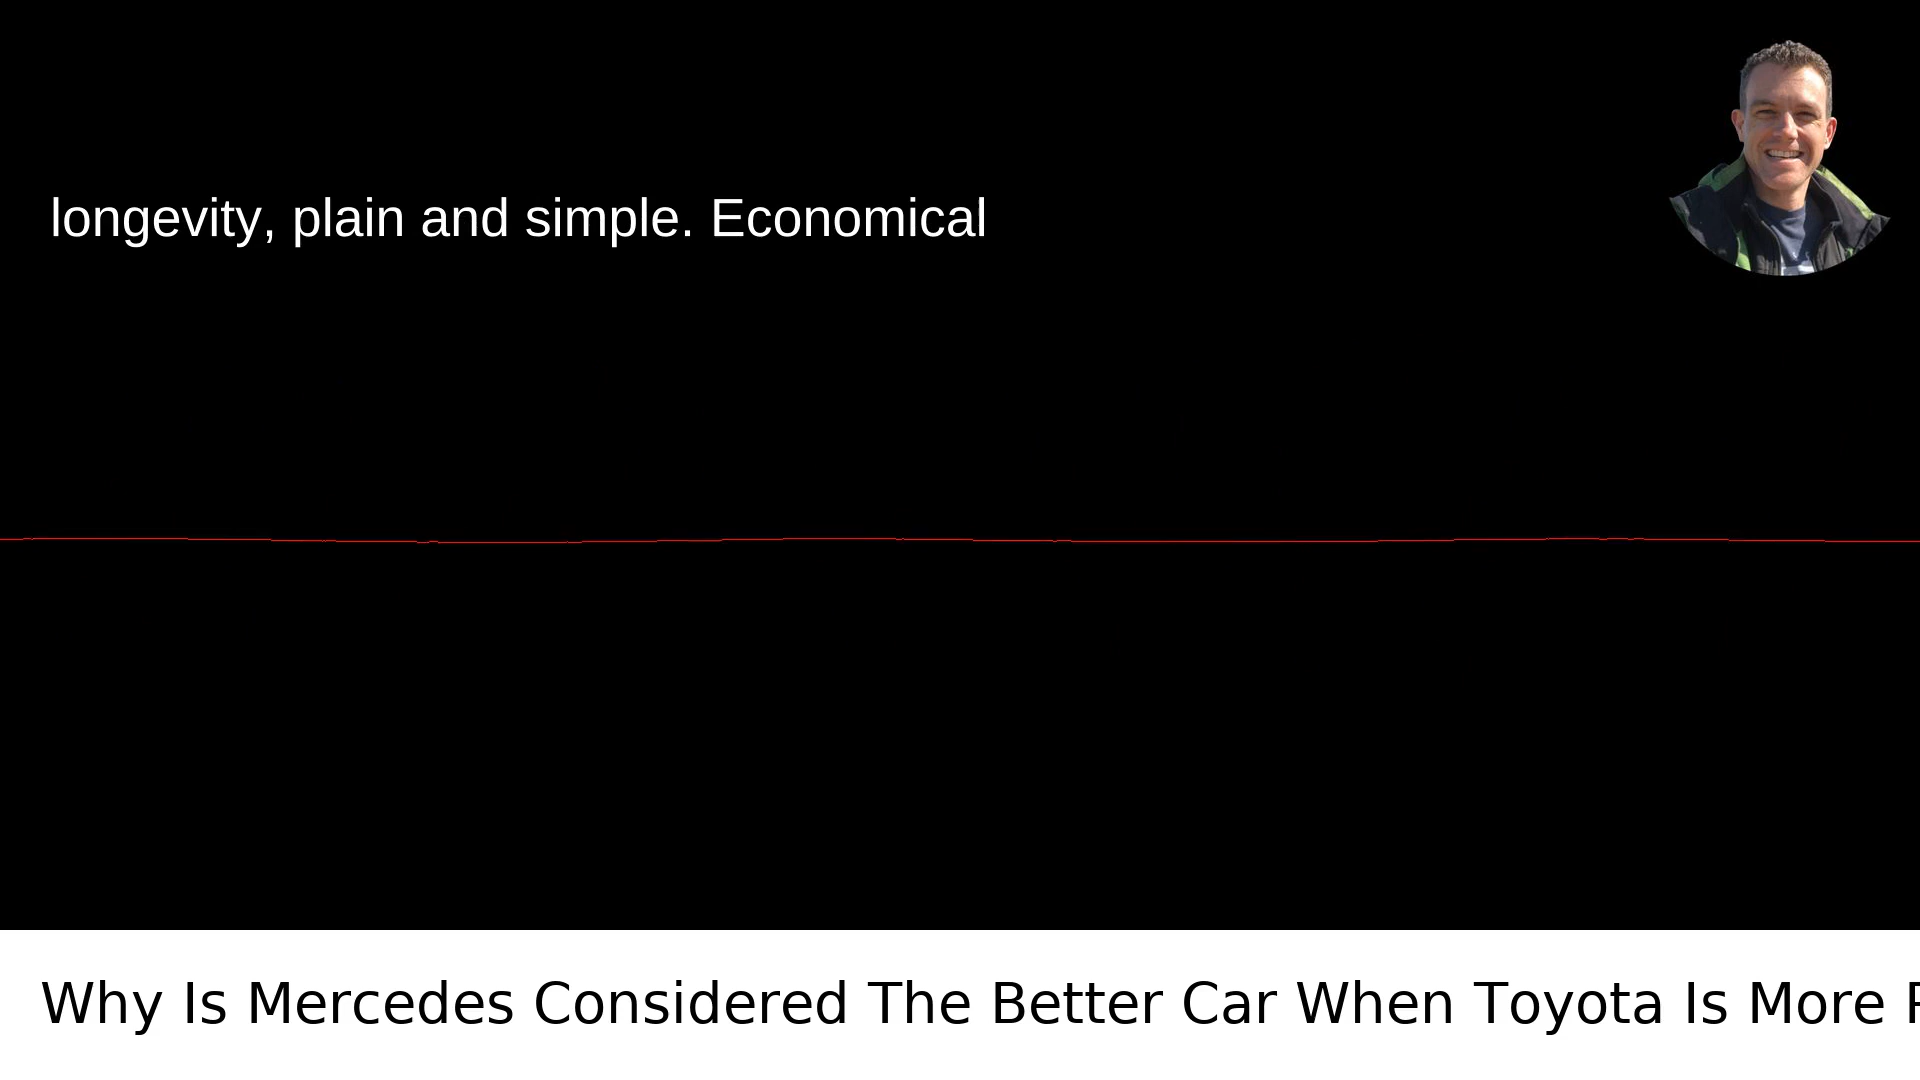 longevity, plain and simple. Economical
Why Is Mercedes Considered The Better Car When Toyota Is More